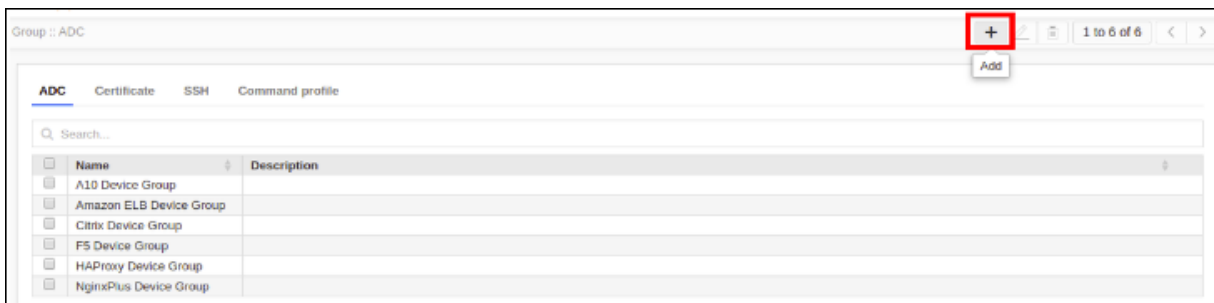 Group :: ADC
1 to 6 of 6
Add
ADC Certificate SSH Command profile
Search...
Name Description
A10 Device Group
Amazon ELB Device Group
Citrix Device Group
F5 Device Group
HAProxy Device Group
NginxPlus Device Group